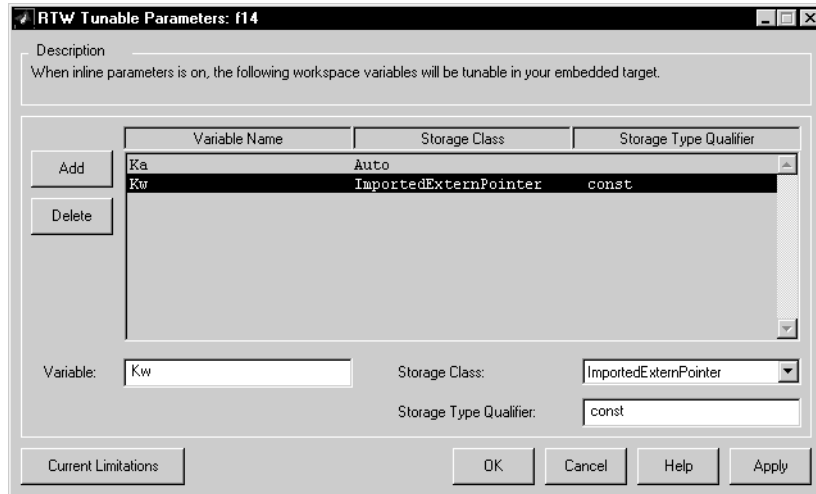 RTW Tunable Parameters: f14
Description
When inline parameters is on, the following workspace variables will be tunable in your embedded target.
Variable Name Storage Class Storage Type Qualifier
Add
Ka Auto
Kw ImportedExternPointer const
Delete
Variable: Kw Storage Class: ImportedExternPointer
Storage Type Qualifier: const
Current Limitations OK Cancel Help Apply